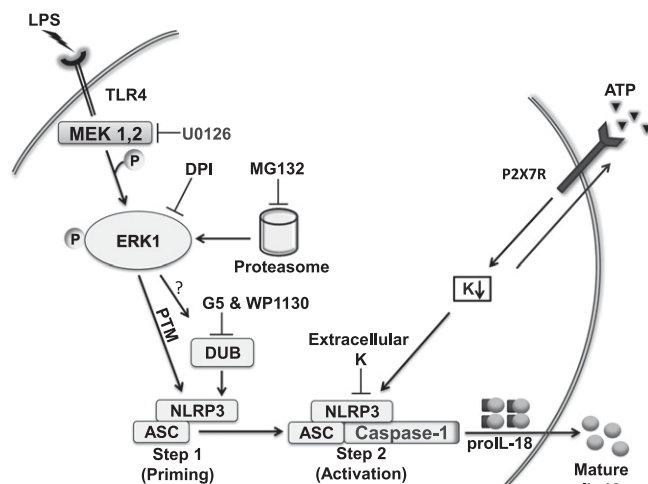 LPS
TLR4
ATP
MEK 1,2
U0126
P
DPI
MG132
P2X7R
P
ERK1
Proteasome
?
PTM
G5 & WP1130
K↓
DUB
Extracellular
K
NLRP3
ASC
NLRP3
ASC
Caspase-1
proIL-18
Step 1
(Priming)
Step 2
(Activation)
Mature